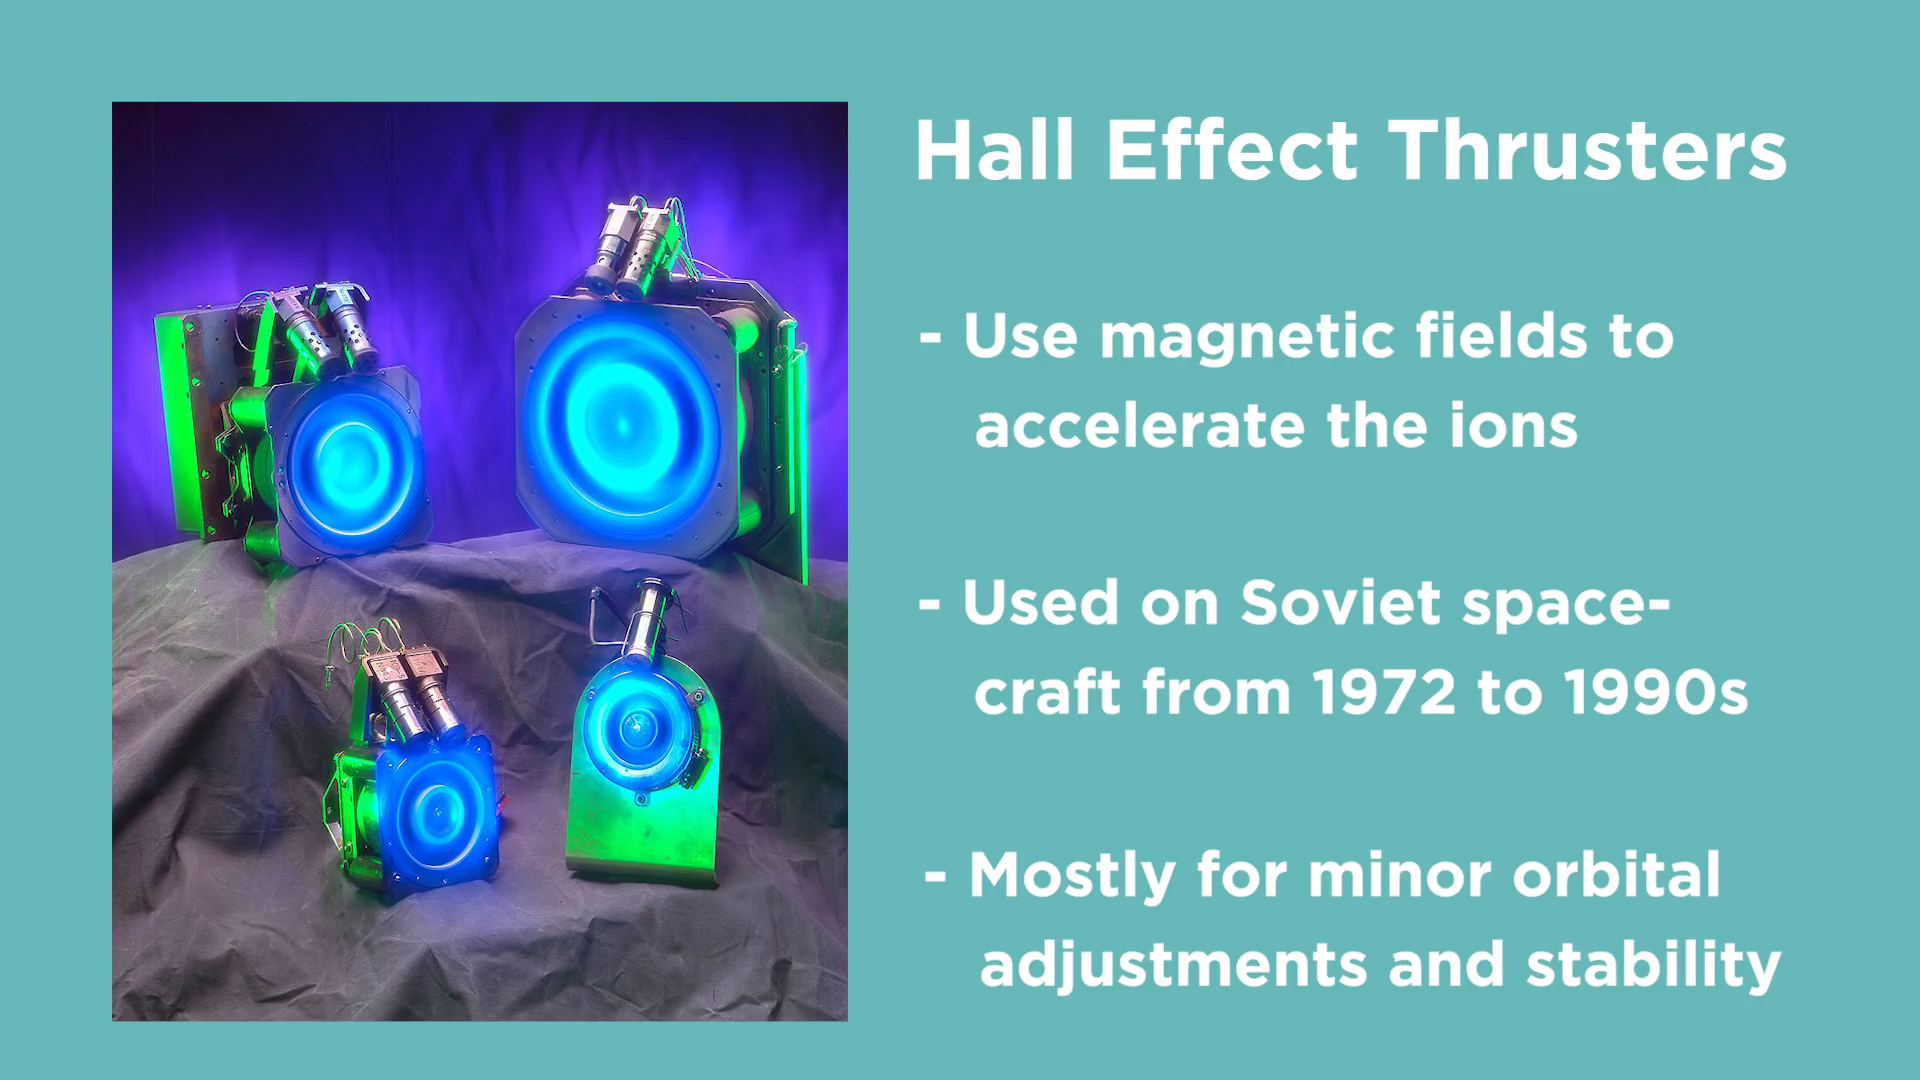 Hall Effect Thrusters
- Use magnetic fields to
accelerate the ions
- Used on Soviet space-
craft from 1972 to 1990s
- Mostly for minor orbital
adjustments and stability